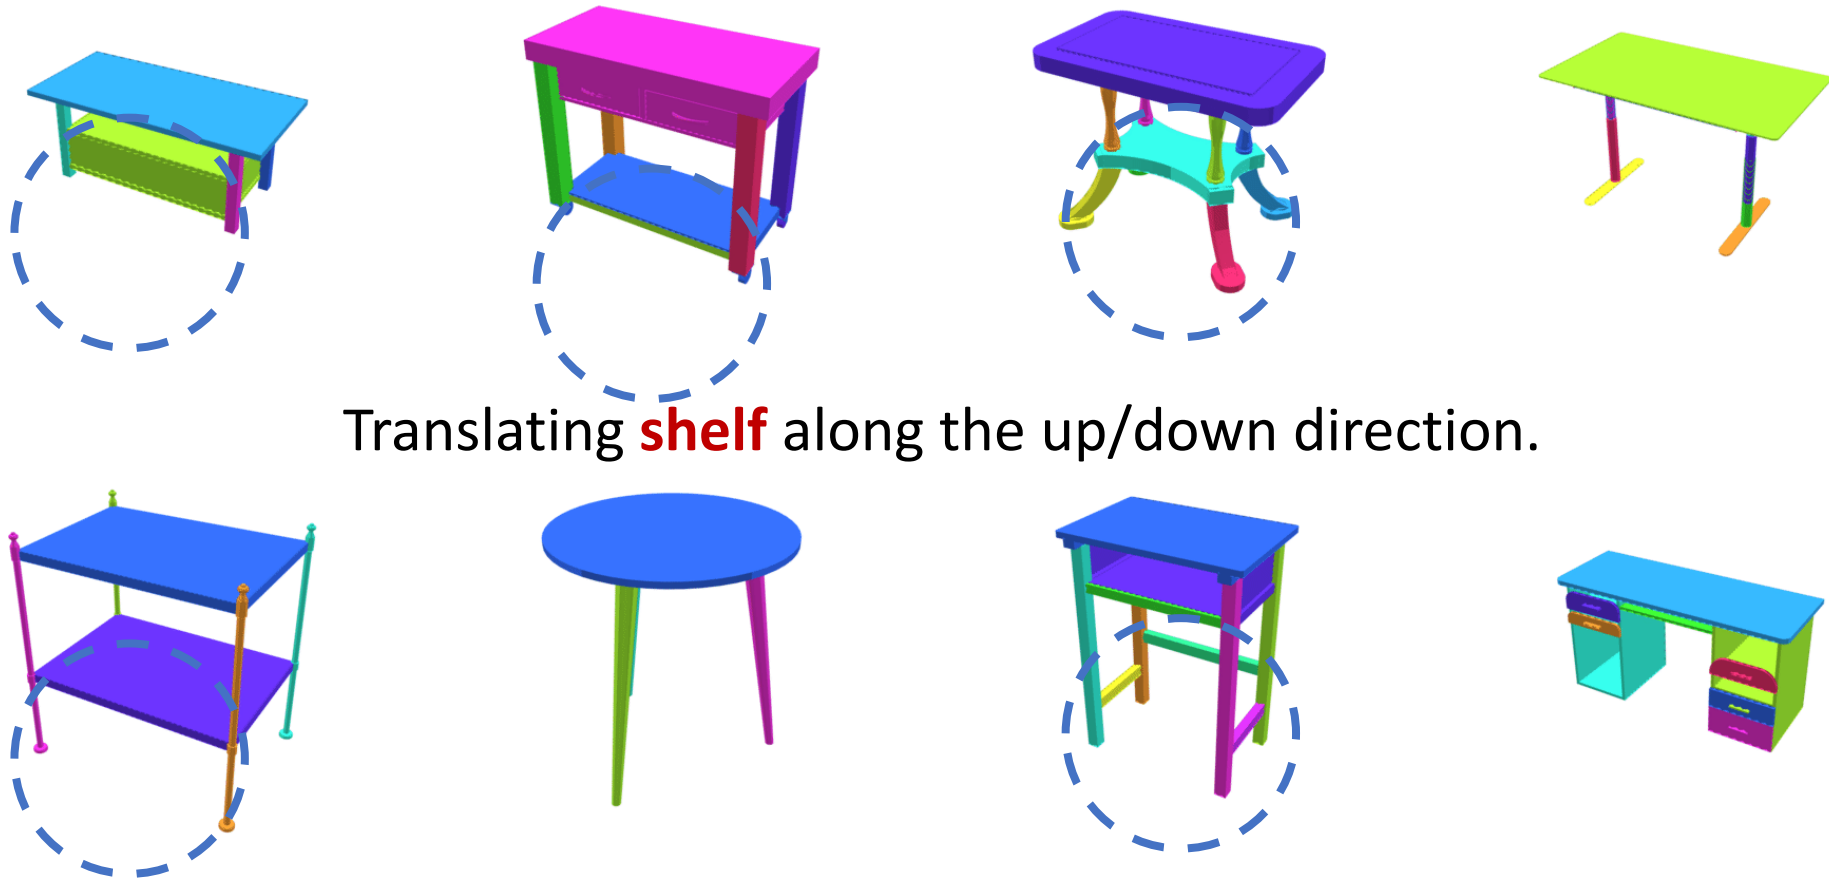 Translating shelf along the up/down direction.